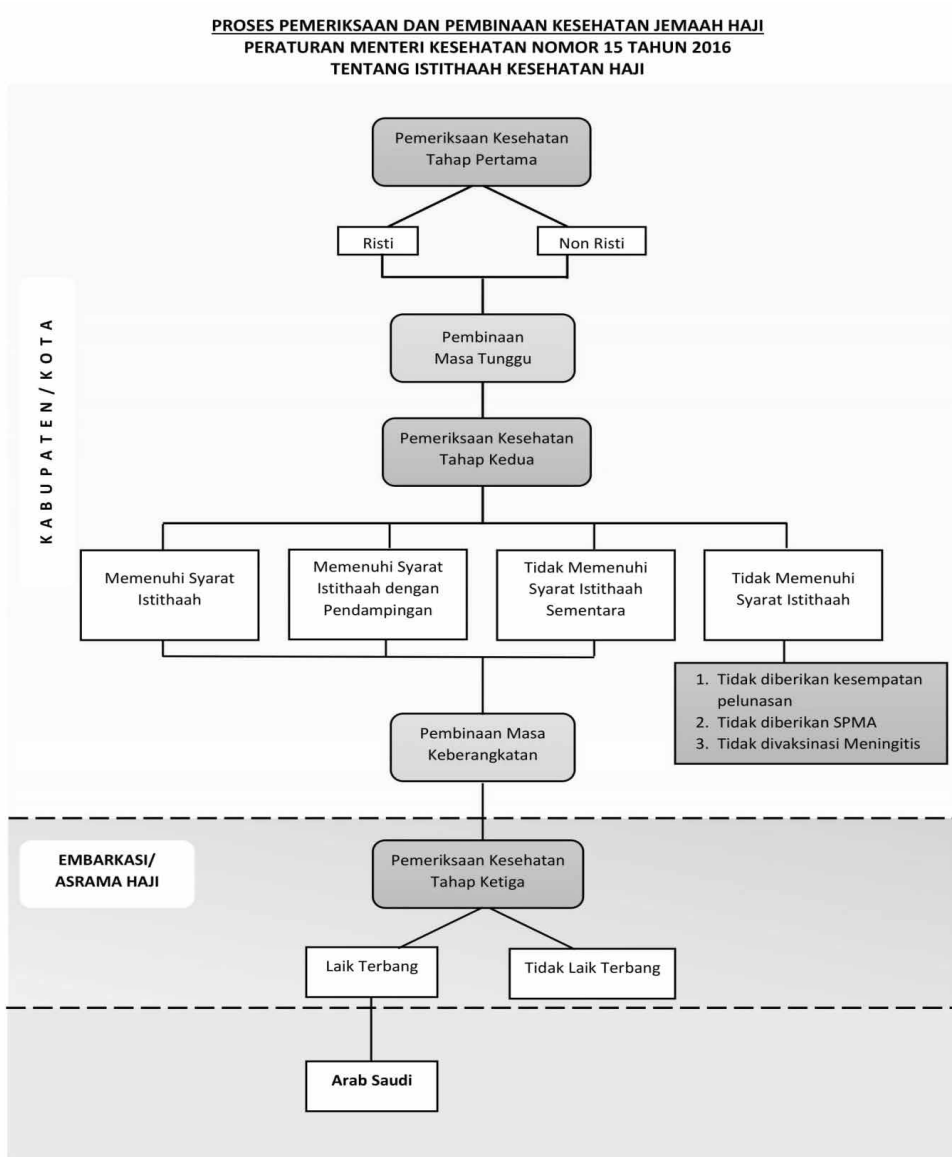 PROSES PEMERIKSAAN DAN PEMBINAAN KESEHATAN JEMAAH HAJI
PERATURAN MENTERI KESEHATAN NOMOR 15 TAHUN 2016
TENTANG ISTITHAAH KESEHATAN HAJI
Pemeriksaan Kesehatan
Tahap Pertama
Risti
Non Risti
KABUPATEN/KOTA
Pembinaan
Masa Tunggu
Pemeriksaan Kesehatan
Tahap Kedua
Memenuhi Syarat
Istithaah
Memenuhi Syarat
Istithaah dengan
Pendampingan
Tidak Memenuhi
Syarat Istithaah
Sementara
Tidak Memenuhi
Syarat Istithaah
1. Tidak diberikan kesempatan
pelunasan
2. Tidak diberikan SPMA
3. Tidak divaksinasi Meningitis
Pembinaan Masa
Keberangkatan
EMBARKASI/
ASRAMA HAJI
Pemeriksaan Kesehatan
Tahap Ketiga
Laik Terbang
Tidak Laik Terbang
Arab Saudi